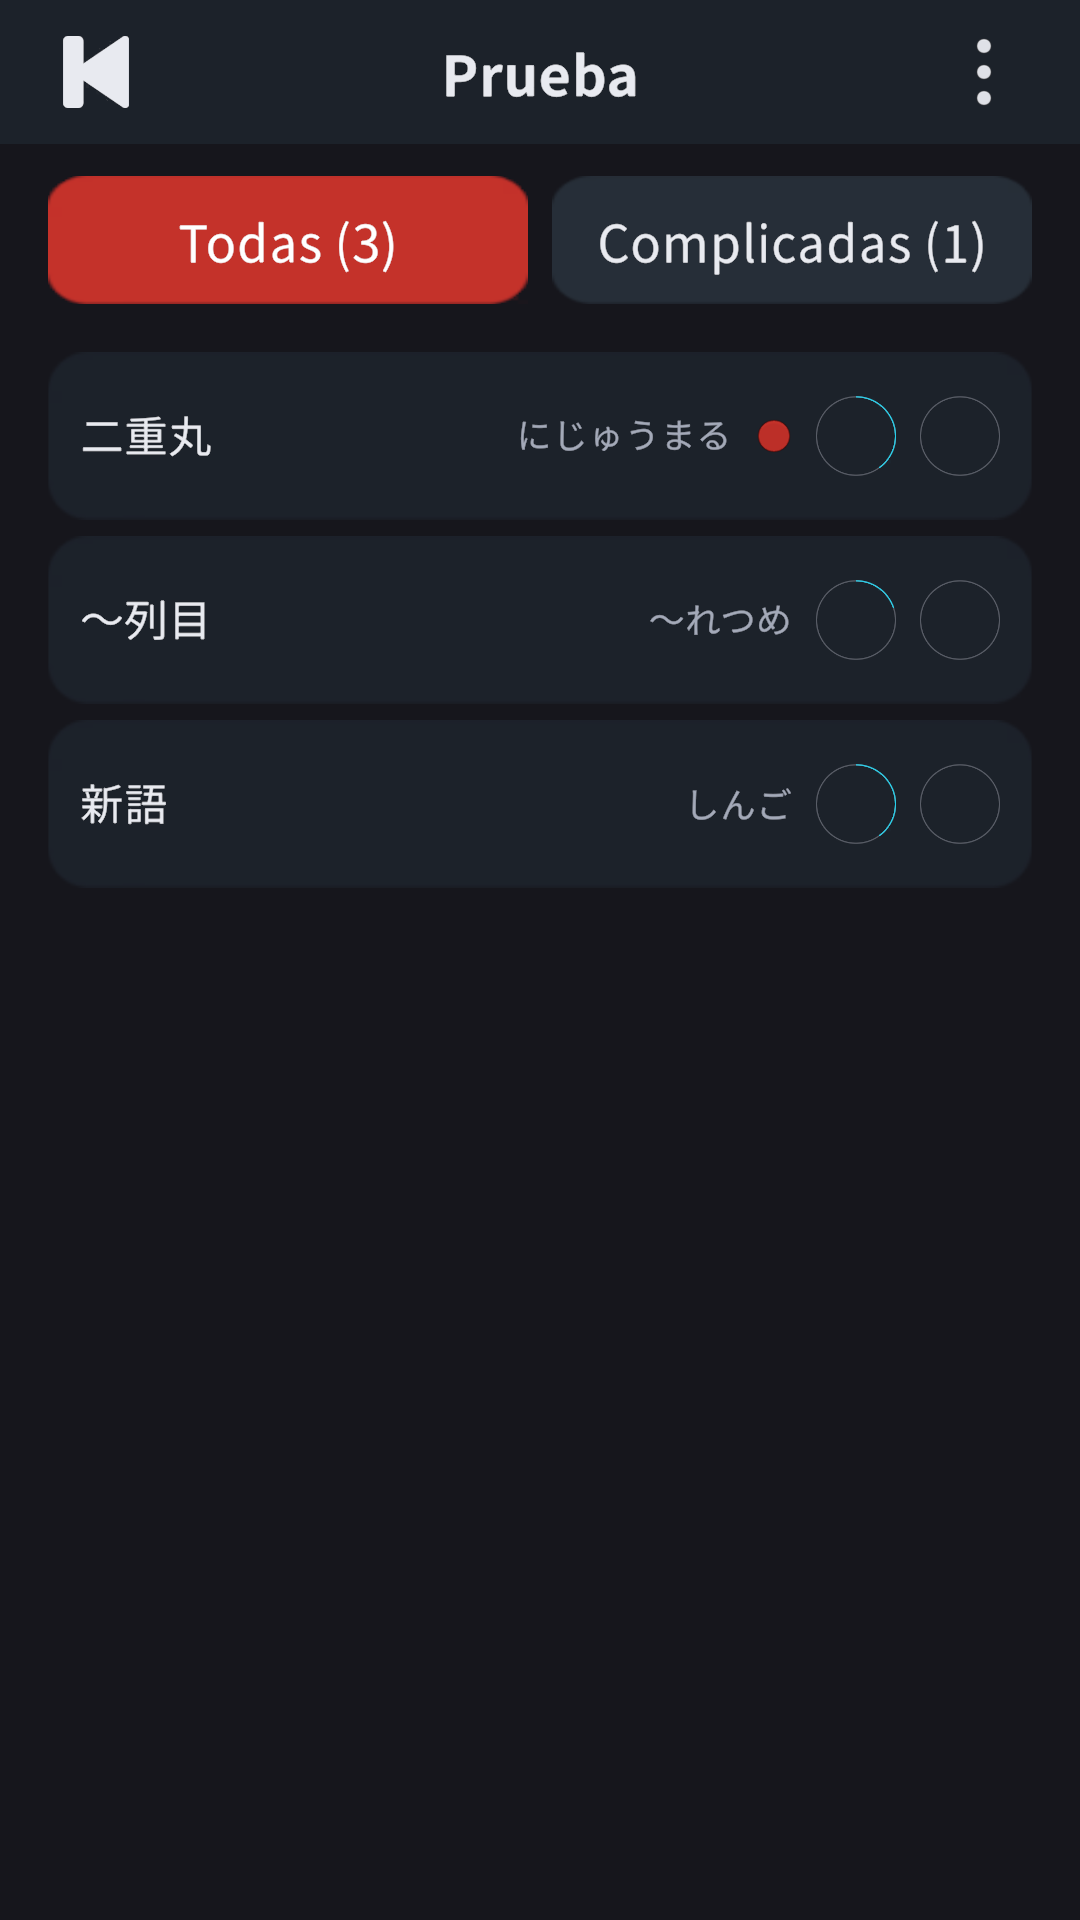 Prueba
Todas (3) Complicadas (1)
二重丸 にじゅうまる
〜列目 〜れつめ
新語 しんご